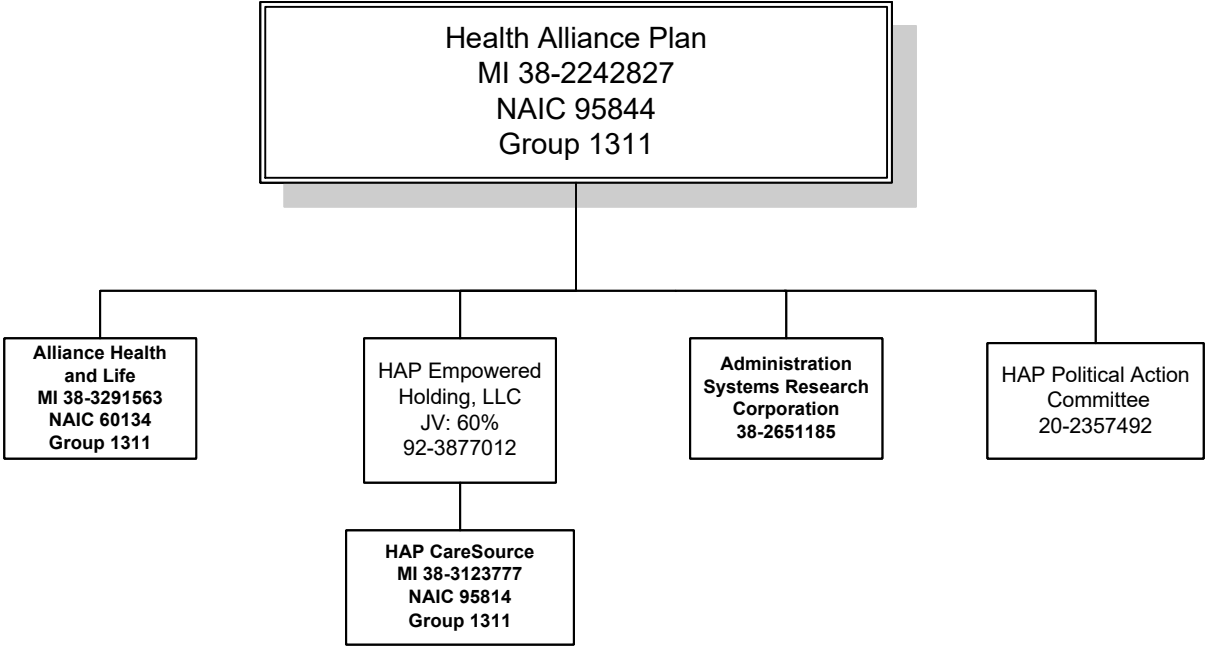 Health Alliance Plan
MI 38-2242827
NAIC 95844
Group 1311
Alliance Health
and Life
MI 38-3291563
NAIC 60134
Group 1311
HAP Empowered
Holding, LLC
JV: 60%
92-3877012
Administration
Systems Research
Corporation
38-2651185
HAP Political Action
Committee
20-2357492
HAP CareSource
MI 38-3123777
NAIC 95814
Group 1311